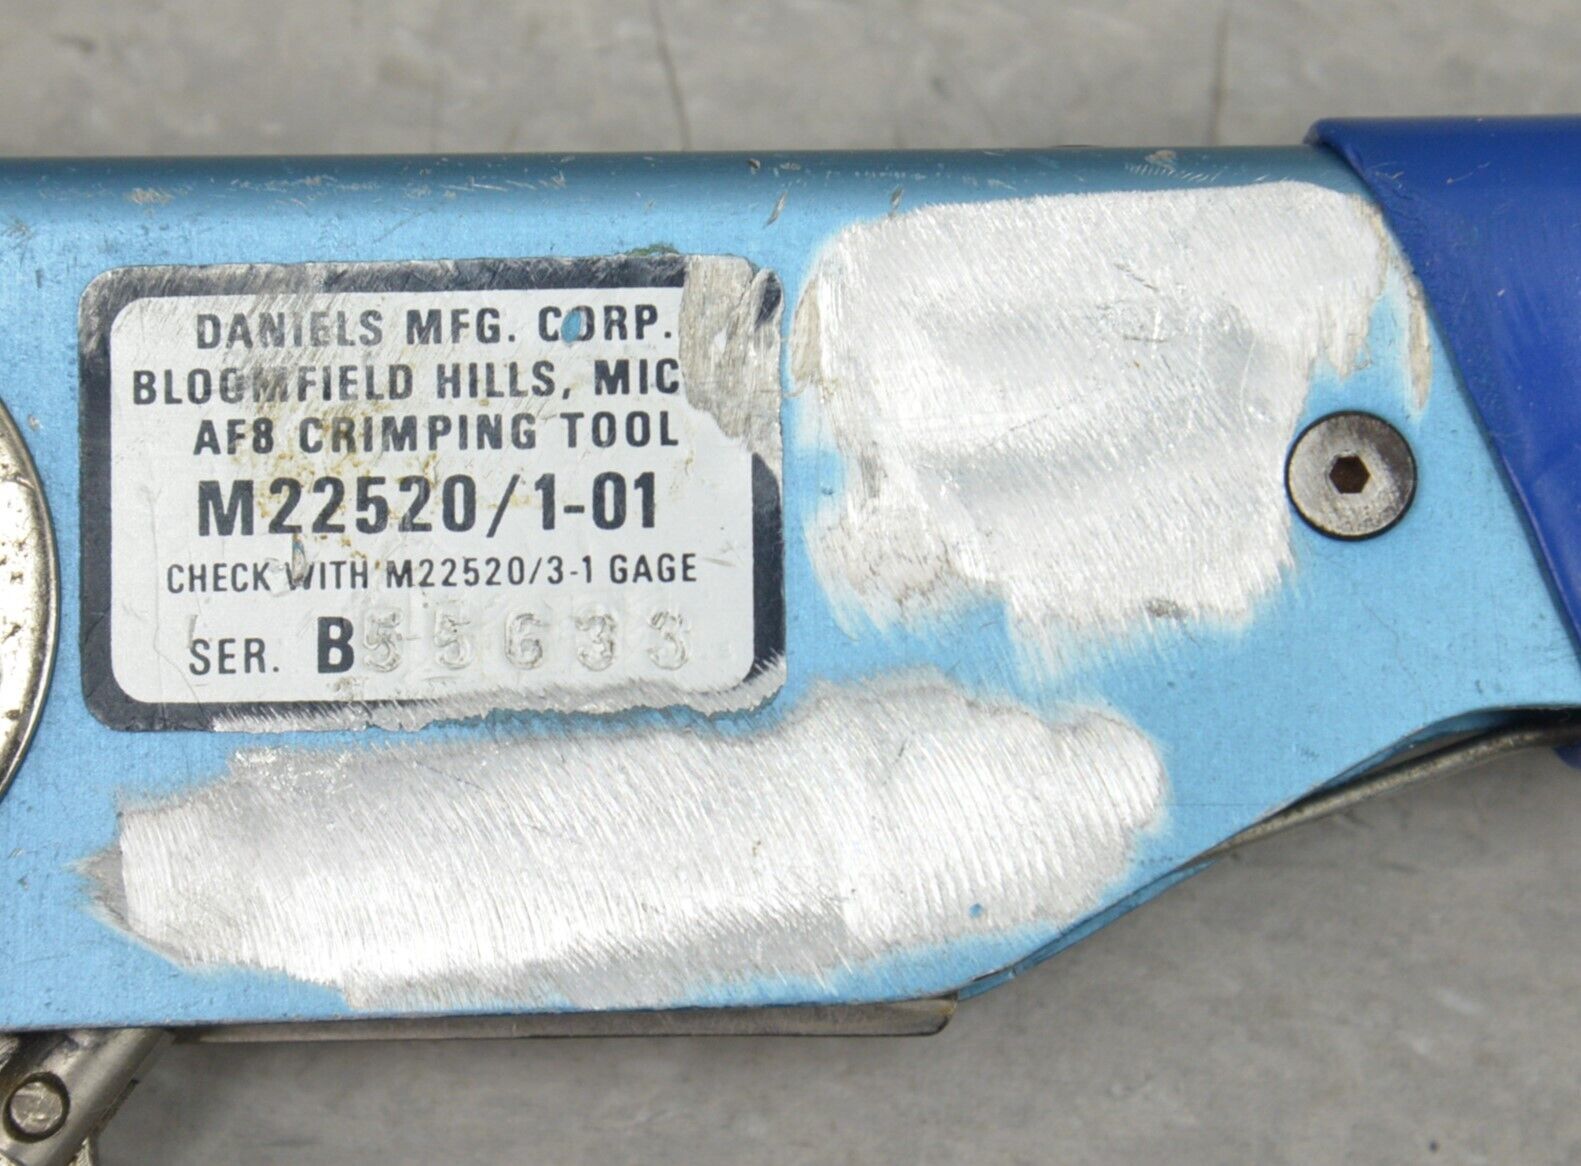 DANIELS MFG. CORP.
BLOOMFIELD HILLS, MIC
AF8 CRIMPING TOOL
M22520/1-01
CHECK WITH M22520/3-1 GAGE
SER. B55633